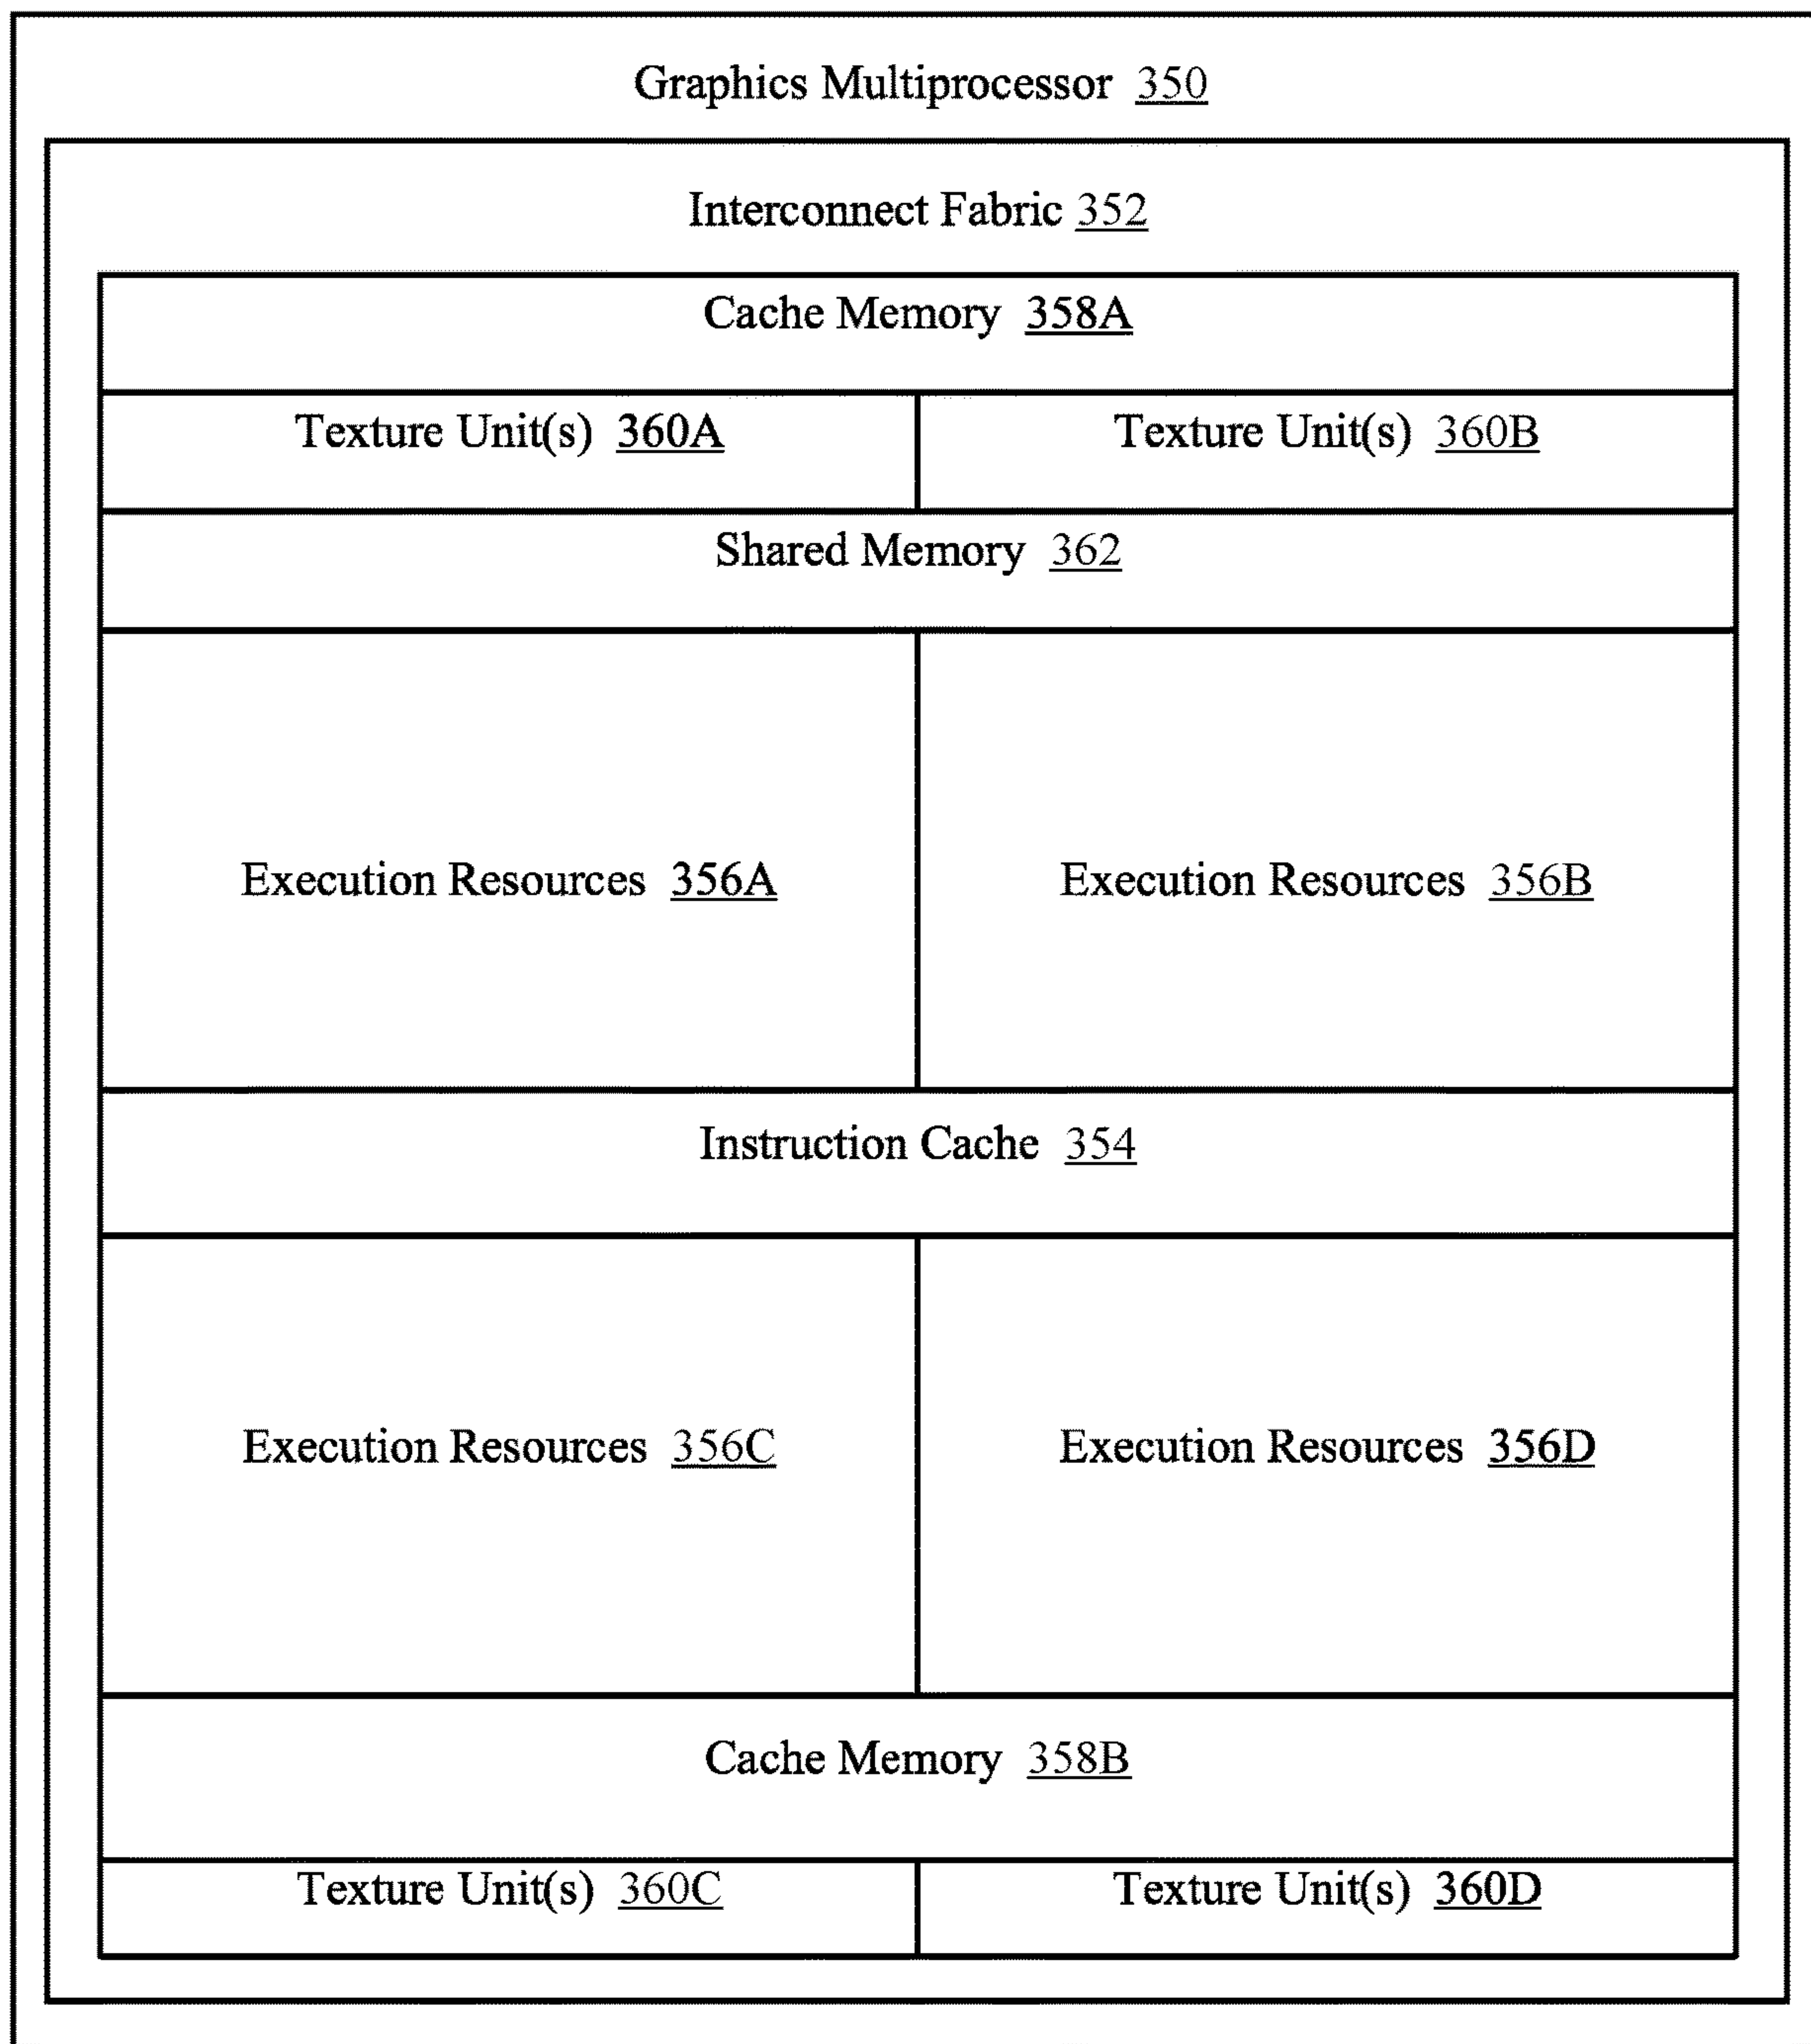 Graphics Multiprocessor 350
Interconnect Fabric 352
Cache Memory 358A
Texture Unit(s) 360A
Texture Unit(s) 360B
Shared Memory 362
Execution Resources 356A
Execution Resources 356B
Instruction Cache 354
Execution Resources 356C
Execution Resources 356D
Cache Memory 358B
Texture Unit(s) 360C
Texture Unit(s) 360D